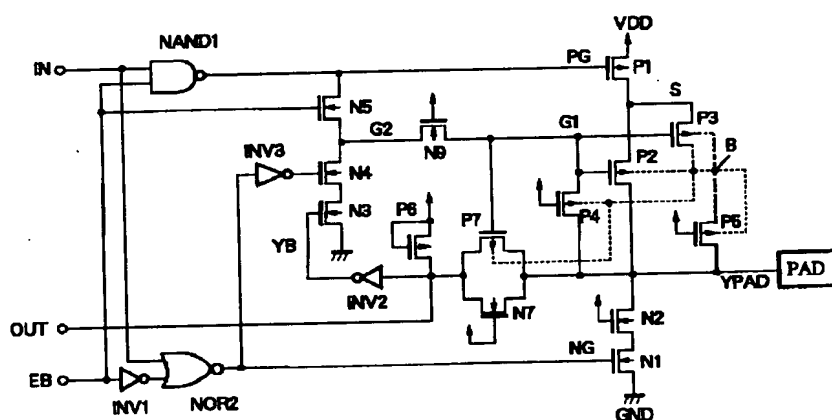 VDD
NAND1
IN
PG
P1
S
N5
P3
G2
G1
N9
INV3
P2
B
N4
P6
P7
P4
P5
N3
YB
YPAD
PAD
INV2
OUT
N7
N2
NG
N1
EB
INV1
NOR2
GND